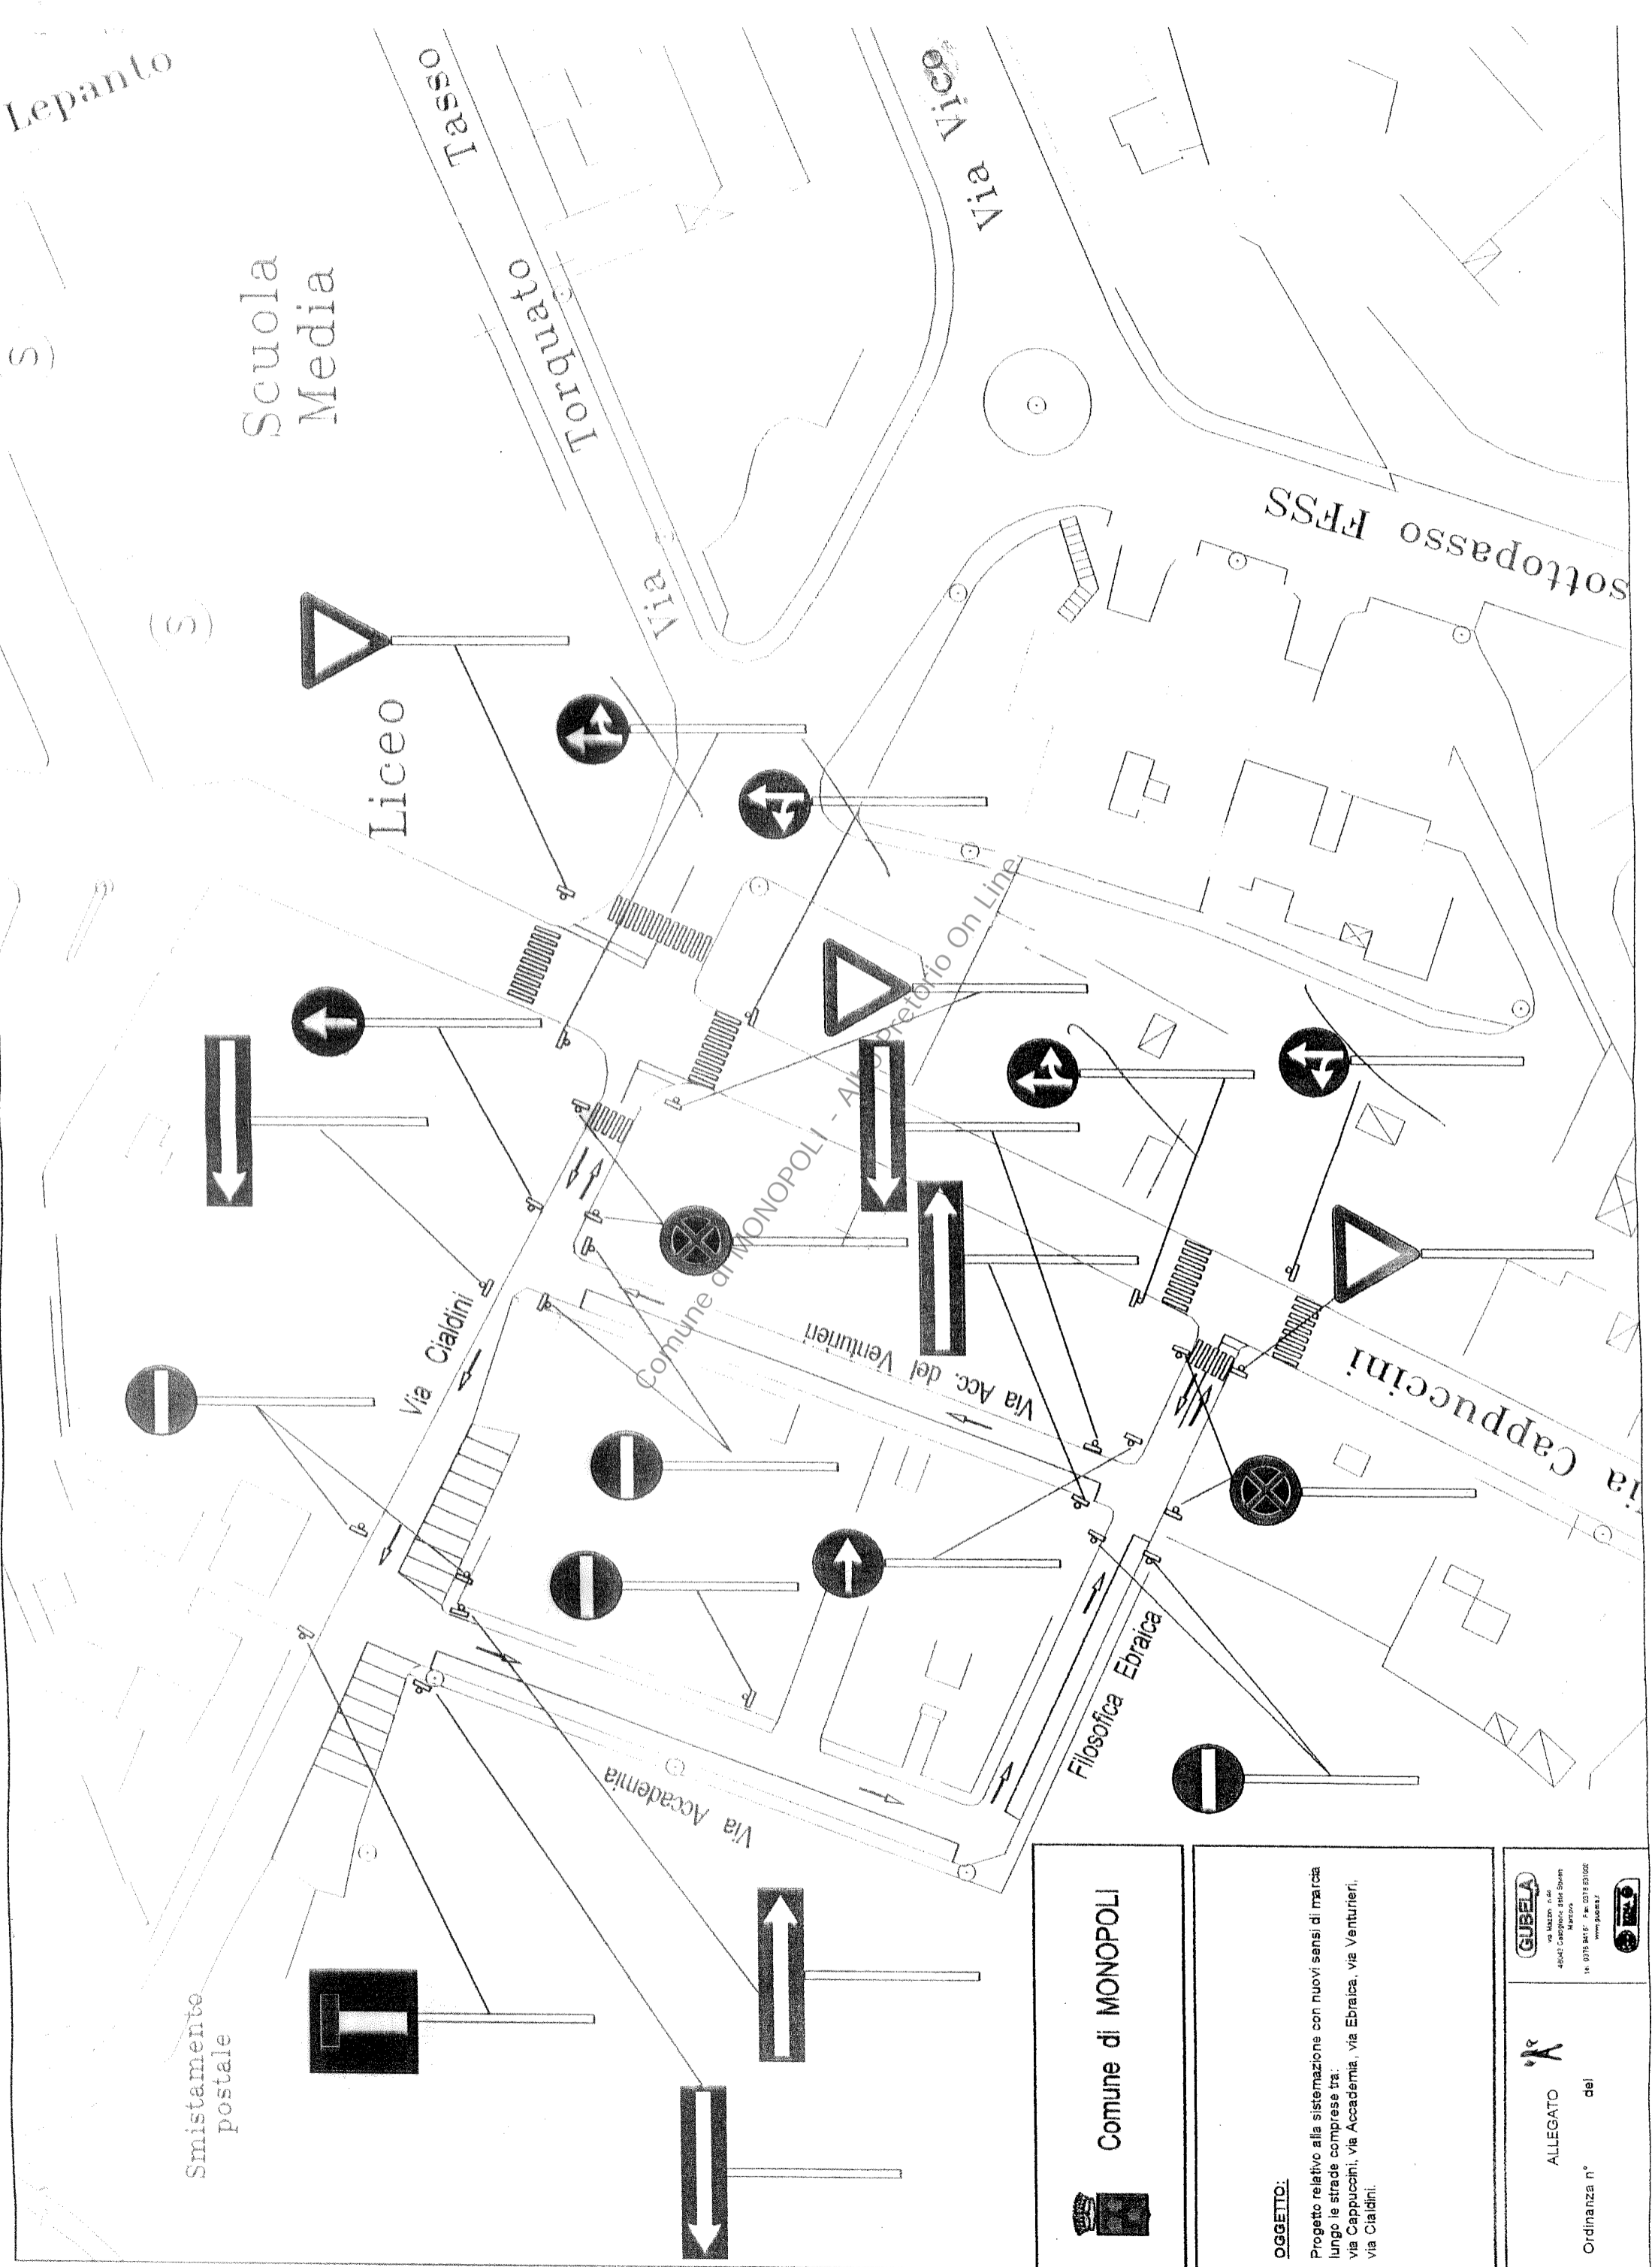 Lepanto
Scuola
Media
(S)
Liceo
Via Torquato Tasso
Via Vice
sottopasso FFSS
Via Cialdini
Via Acc. dei Venturieri
Via Accademia
Filosofica Ebraica
Cappuccini
Smistamento
postale
Comune di MONOPOLI - Albo Pretorio On Line
Comune di MONOPOLI
OGGETTO:
Progetto relativo alla sistemazione con nuovi sensi di marcia
lungo le strade comprese tra:
via Cappuccini, via Accademia, via Ebraica, via Venturieri,
via Cialdini.
ALLEGATO "A"
Ordinanza n° del
GUBELA